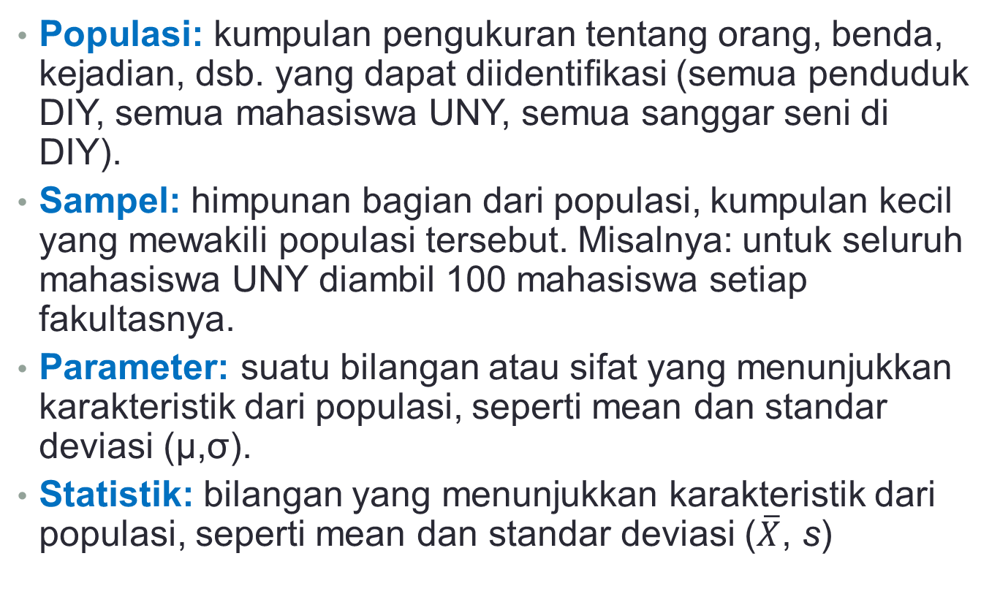 • Populasi: kumpulan pengukuran tentang orang, benda,
kejadian, dsb. yang dapat diidentifikasi (semua penduduk
DIY, semua mahasiswa UNY, semua sanggar seni di
DIY).
• Sampel: himpunan bagian dari populasi, kumpulan kecil
yang mewakili populasi tersebut. Misalnya: untuk seluruh
mahasiswa UNY diambil 100 mahasiswa setiap
fakultasnya.
• Parameter: suatu bilangan atau sifat yang menunjukkan
karakteristik dari populasi, seperti mean dan standar
deviasi (μ,σ).
• Statistik: bilangan yang menunjukkan karakteristik dari
populasi, seperti mean dan standar deviasi (X̅, s)